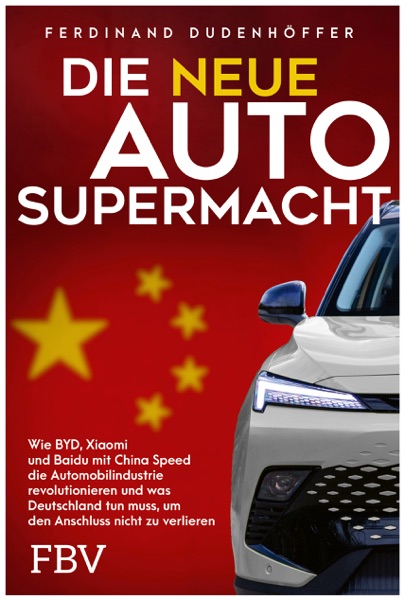 FERDINAND DUDENHÖFFER
DIE NEUE
AUTO
SUPERMACHT
Wie BYD, Xiaomi
und Baidu mit China Speed
die Automobilindustrie
revolutionieren und was
Deutschland tun muss, um
den Anschluss nicht zu verlieren
FBV